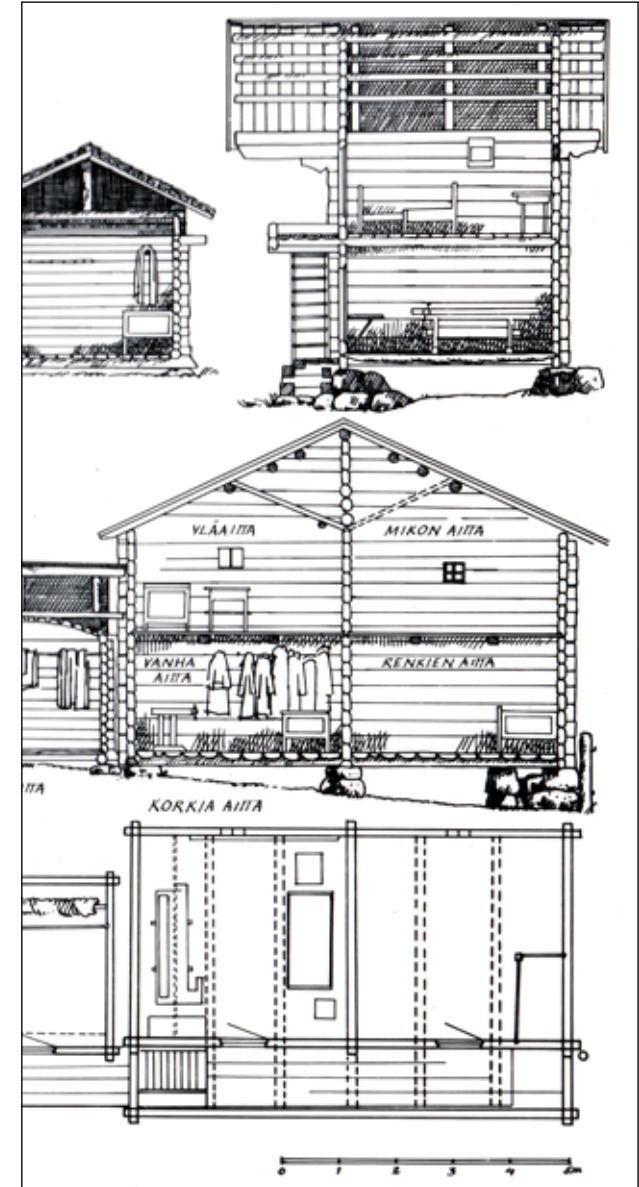 YLÄAITTA
MIKON AITTA
VANHA
AITTA
RENKIEN AITTA
KORKIA AITTA
0 1 2 3 4 5m